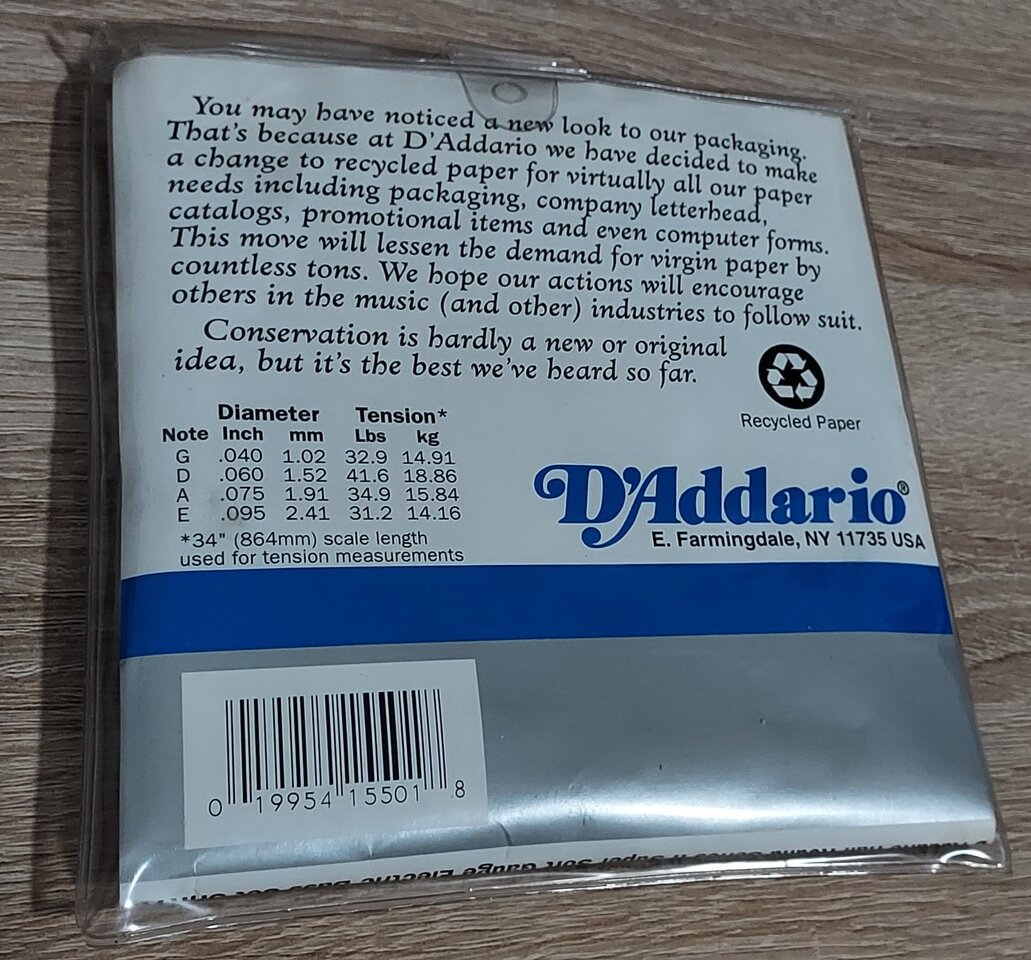 You may have noticed a new look to our packaging.
That's because at D'Addario we have decided to make
a change to recycled paper for virtually all our paper
needs including packaging, company letterhead,
catalogs, promotional items and even computer forms.
This move will lessen the demand for virgin paper by
countless tons. We hope our actions will encourage
others in the music (and other) industries to follow suit.
Conservation is hardly a new or original
idea, but it's the best we've heard so far.
Recycled Paper
Diameter Tension*
Note Inch mm Lbs kg
G .040 1.02 32.9 14.91
D .060 1.52 41.6 18.86
A .075 1.91 34.9 15.84
E .095 2.41 31.2 14.16
*34" (864mm) scale length
used for tension measurements
D'Addario®
E. Farmingdale, NY 11735 USA
0 19954 15501 8
Super Soft Gauge Electric Bass Set